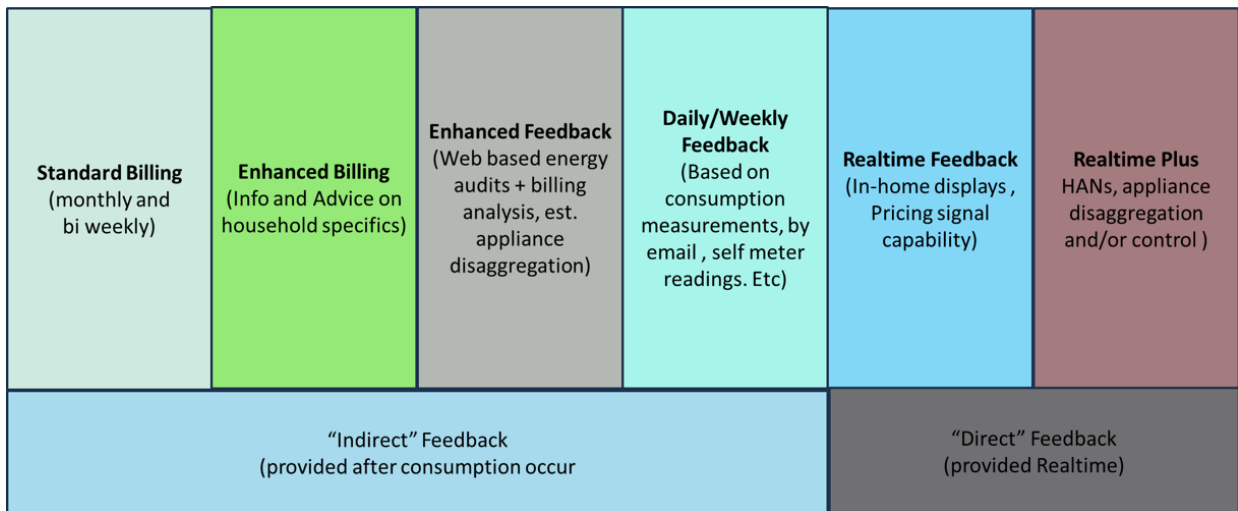 Standard Billing
(monthly and
bi weekly)
Enhanced Billing
(Info and Advice on
household specifics)
Enhanced Feedback
(Web based energy
audits + billing
analysis, est.
appliance
disaggregation)
Daily/Weekly
Feedback
(Based on
consumption
measurements, by
email , self meter
readings. Etc)
Realtime Feedback
(In-home displays ,
Pricing signal
capability)
Realtime Plus
HANs, appliance
disaggregation
and/or control )
“Indirect” Feedback
(provided after consumption occur
“Direct” Feedback
(provided Realtime)